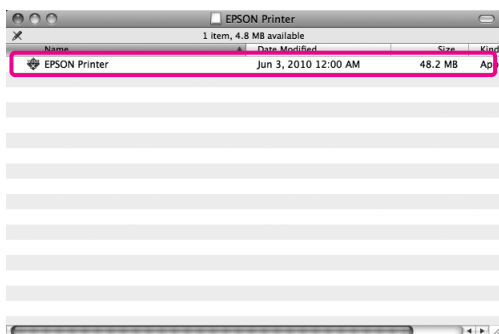 EPSON Printer
1 item, 4.8 MB available
Name Date Modified Size Kind
EPSON Printer Jun 3, 2010 12:00 AM 48.2 MB App